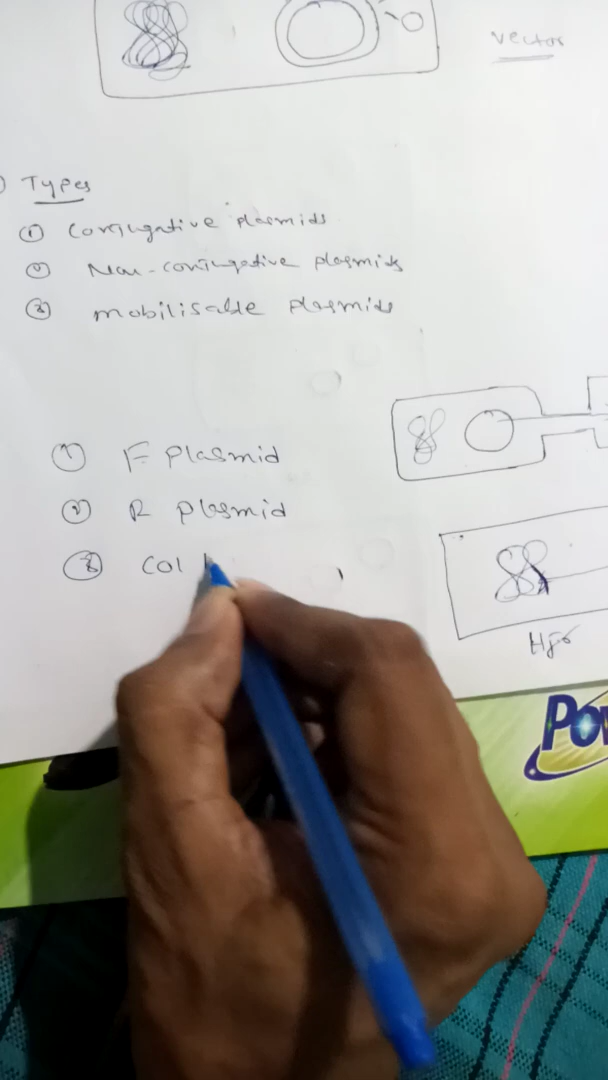 vector
Types
① Conjugative plasmids
② Non-conjugative plasmids
③ mobilisable plasmids
① F Plasmid
② R plasmid
③ Col
Hfr
Po